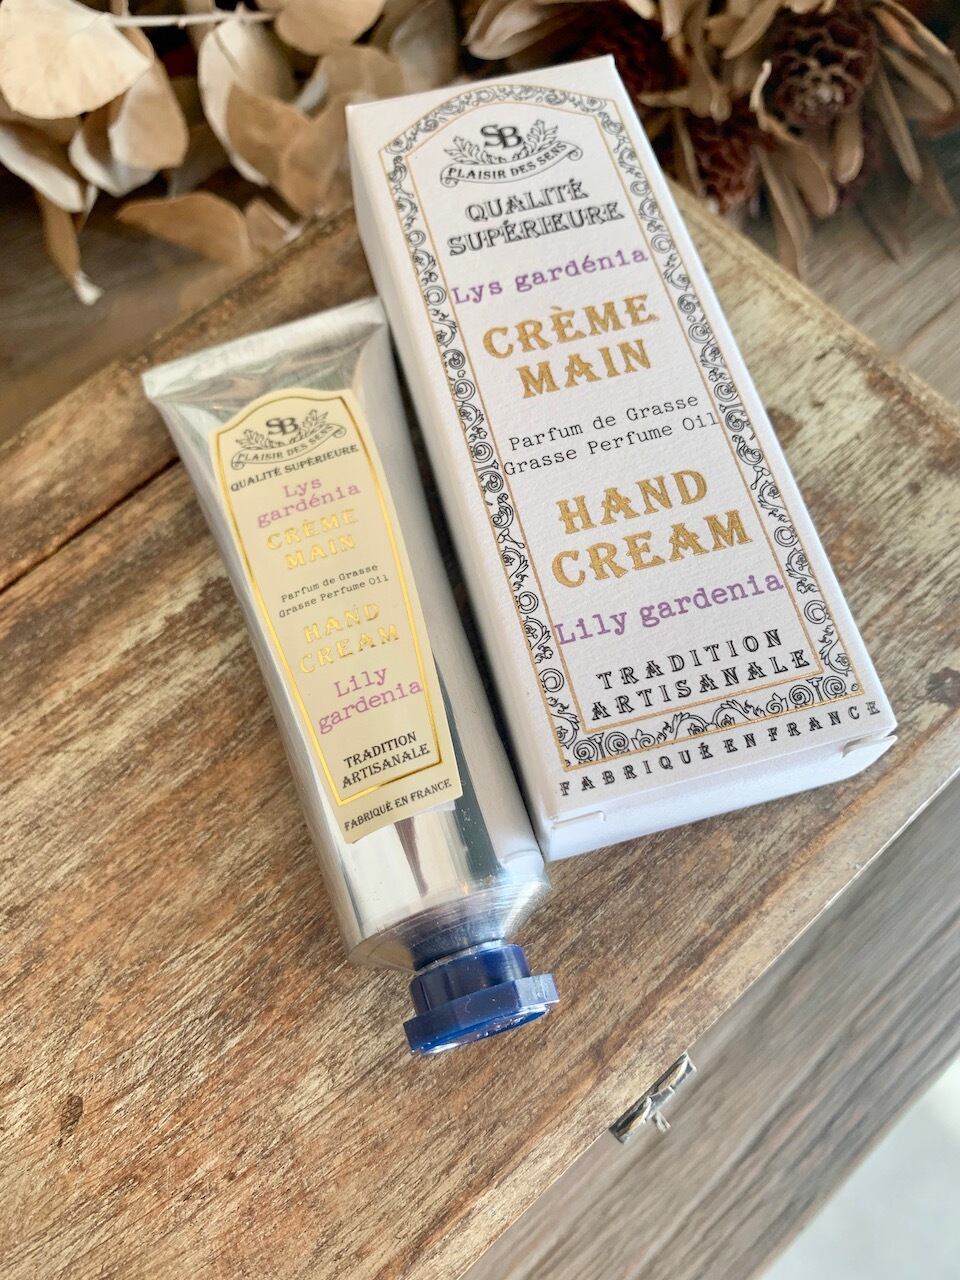 SB
PLAISIR DES SENS
QUALITÉ
SUPÉRIEURE
Lys gardénia
CRÈME
MAIN
Parfum de Grasse
Grasse Perfume Oil
HAND
CREAM
Lily gardenia
TRADITION
ARTISANALE
FABRIQUÉ EN FRANCE
SB
PLAISIR DES SENS
QUALITÉ SUPÉRIEURE
Lys
gardénia
CRÈME
MAIN
Parfum de Grasse
Grasse Perfume Oil
HAND
CREAM
Lily
gardenia
TRADITION
ARTISANALE
FABRIQUÉ EN FRANCE